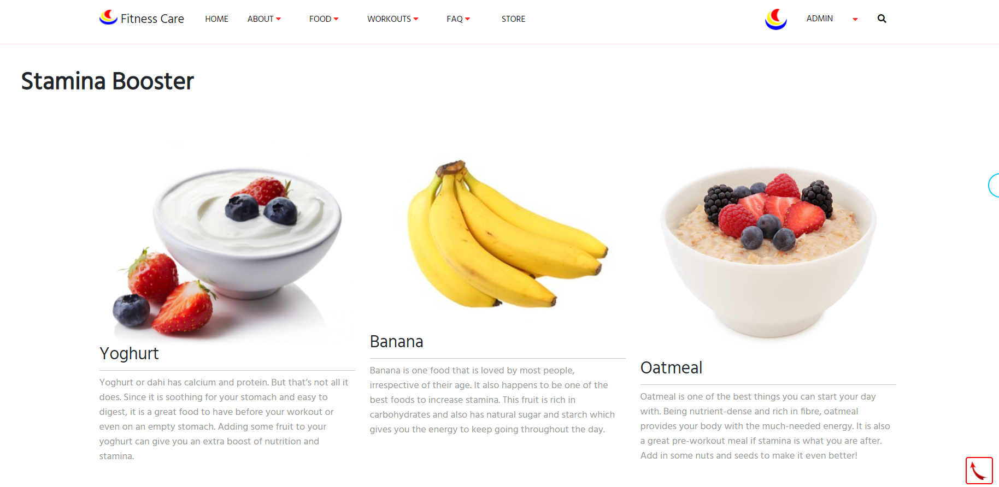 Fitness Care HOME ABOUT FOOD WORKOUTS FAQ STORE ADMIN
Stamina Booster
Yoghurt
Yoghurt or dahi has calcium and protein. But that’s not all it
does. Since it is soothing for your stomach and easy to
digest, it is a great food to have before your workout or
even on an empty stomach. Adding some fruit to your
yoghurt can give you an extra boost of nutrition and
stamina.
Banana
Banana is one food that is loved by most people,
irrespective of their age. It also happens to be one of the
best foods to increase stamina. This fruit is rich in
carbohydrates and also has natural sugar and starch which
gives you the energy to keep going throughout the day.
Oatmeal
Oatmeal is one of the best things you can start your day
with. Being nutrient-dense and rich in fibre, oatmeal
provides your body with the much-needed energy. It is also
a great pre-workout meal if stamina is what you are after.
Add in some nuts and seeds to make it even better!